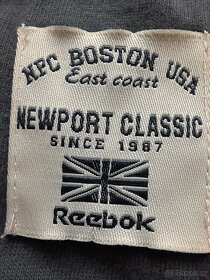 NPC BOSTON USA
East coast
NEWPORT CLASSIC
SINCE 1987
Reebok